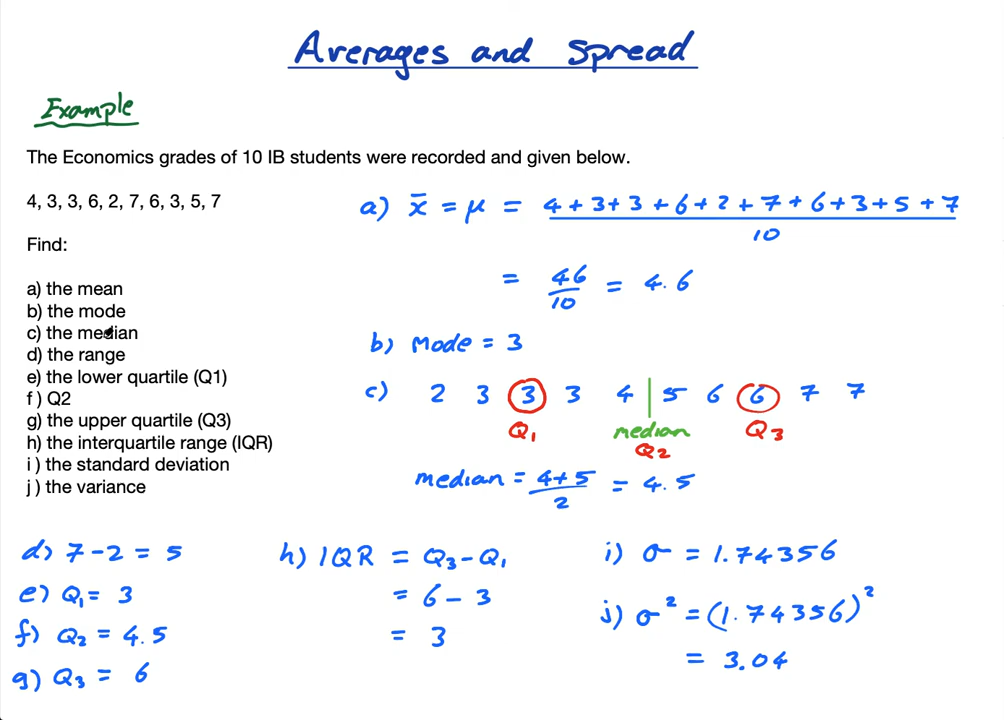 Averages and Spread
Example
The Economics grades of 10 IB students were recorded and given below.
4, 3, 3, 6, 2, 7, 6, 3, 5, 7
Find:
a) the mean
b) the mode
c) the median
d) the range
e) the lower quartile (Q1)
f ) Q2
g) the upper quartile (Q3)
h) the interquartile range (IQR)
i ) the standard deviation
j ) the variance
a) x̄ = μ = 4 + 3 + 3 + 6 + 2 + 7 + 6 + 3 + 5 + 7
10
= 46/10 = 4.6
b) Mode = 3
c) 2 3 3 3 4 | 5 6 6 7 7
Q₁ median Q₃
Q₂
median = 4+5/2 = 4.5
d) 7 - 2 = 5
e) Q₁ = 3
f) Q₂ = 4.5
g) Q₃ = 6
h) IQR = Q₃ - Q₁
= 6 - 3
= 3
i) σ = 1.74356
j) σ² = (1.74356)²
= 3.04